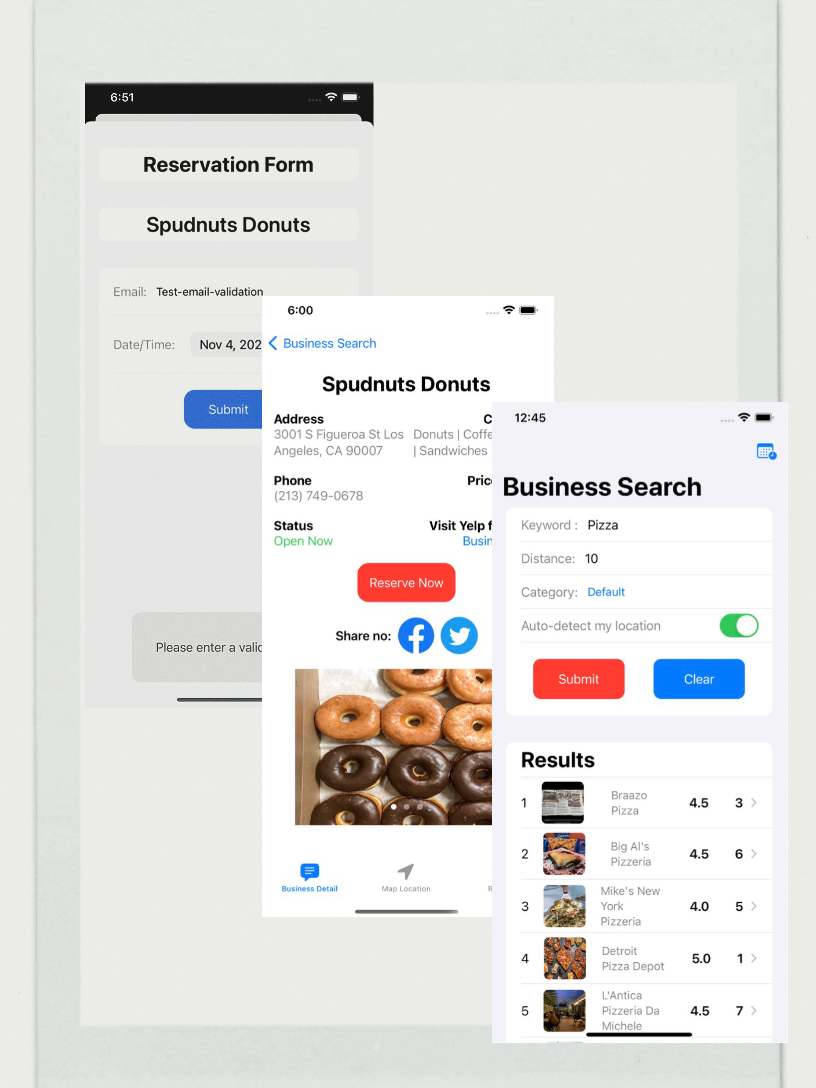 6:51
Reservation Form
Spudnuts Donuts
Email: Test-email-validation
Date/Time: Nov 4, 202
Submit
Please enter a valid
6:00
Business Search
Spudnuts Donuts
Address
3001 S Figueroa St Los
Angeles, CA 90007
C
Donuts | Coffe
| Sandwiches
Phone
(213) 749-0678
Price
Status
Open Now
Visit Yelp f
Busin
Reserve Now
Share no:
Business Detail
Map Location
R
12:45
Business Search
Keyword : Pizza
Distance: 10
Category: Default
Auto-detect my location
Submit
Clear
Results
1 Braazo Pizza 4.5 3
2 Big Al's Pizzeria 4.5 6
3 Mike's New York Pizzeria 4.0 5
4 Detroit Pizza Depot 5.0 1
5 L'Antica Pizzeria Da Michele 4.5 7